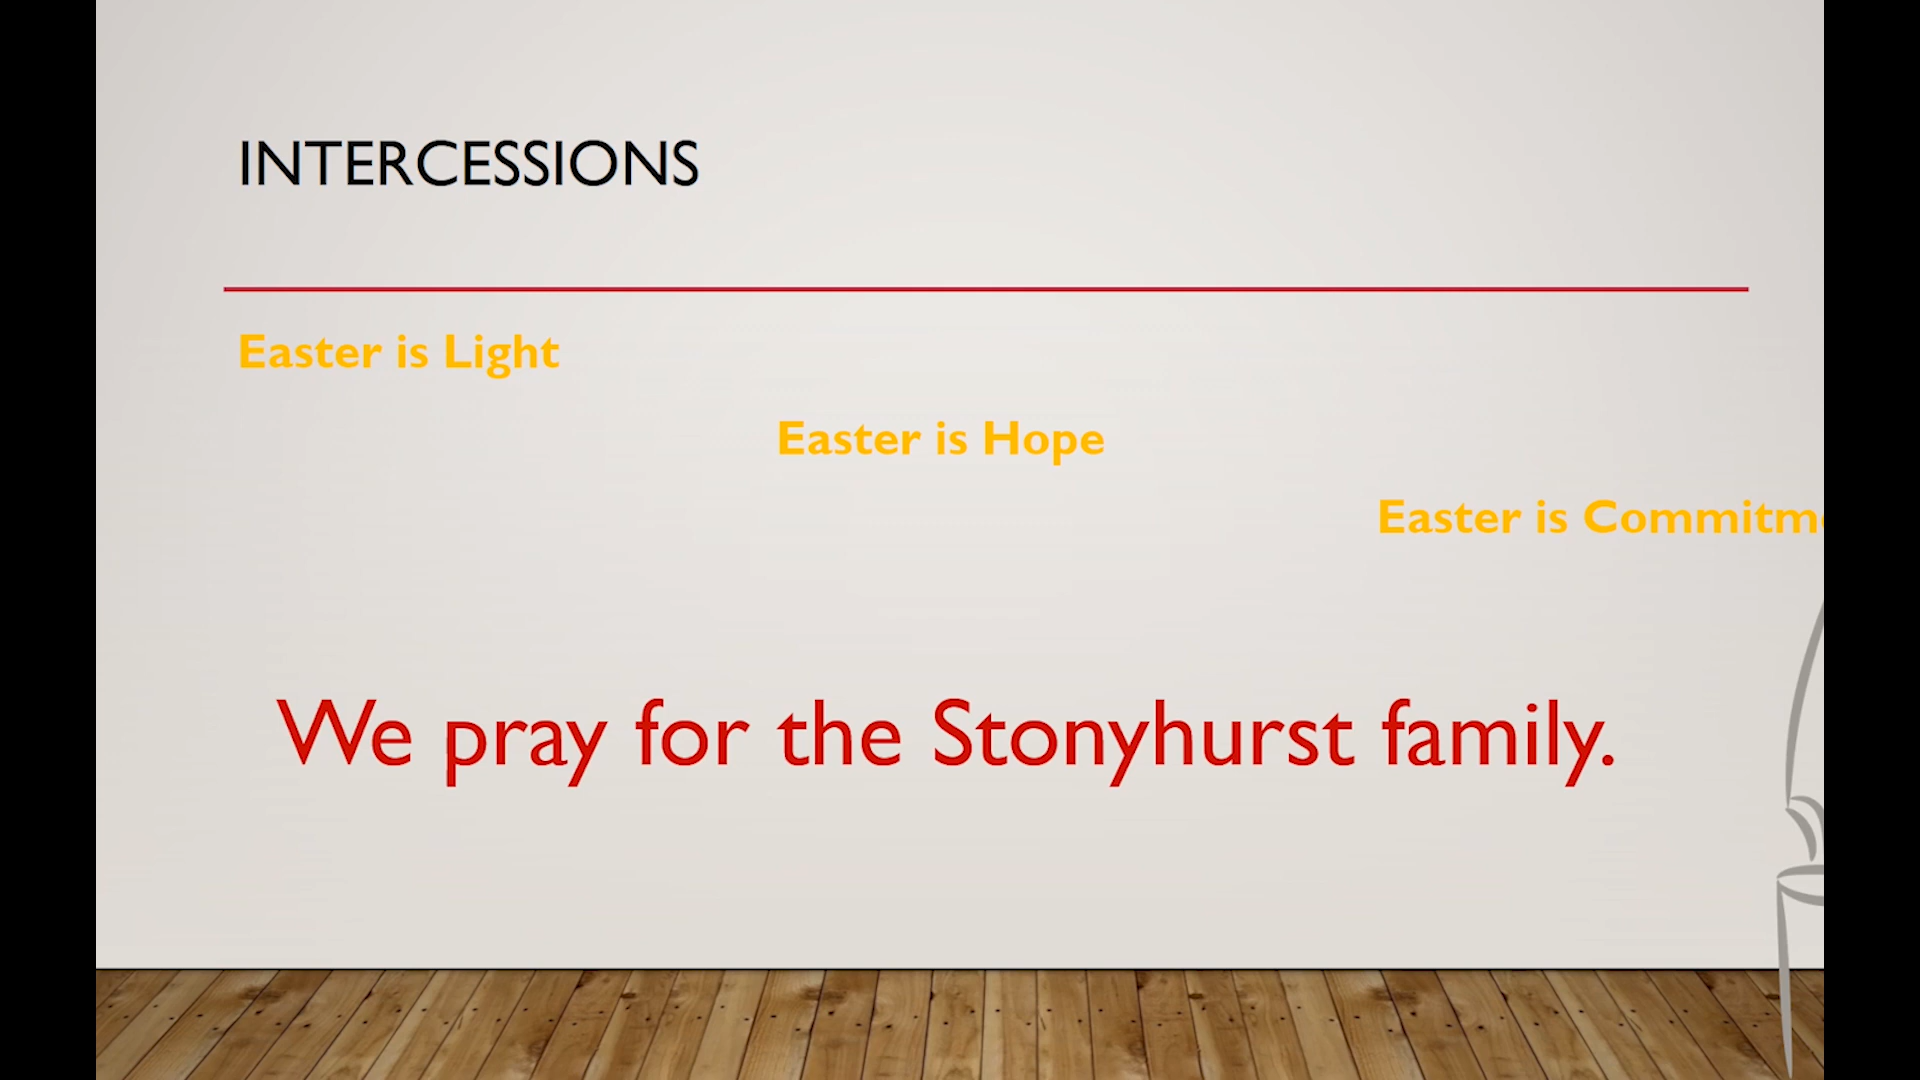 INTERCESSIONS
Easter is Light
Easter is Hope
Easter is Commitm
We pray for the Stonyhurst family.